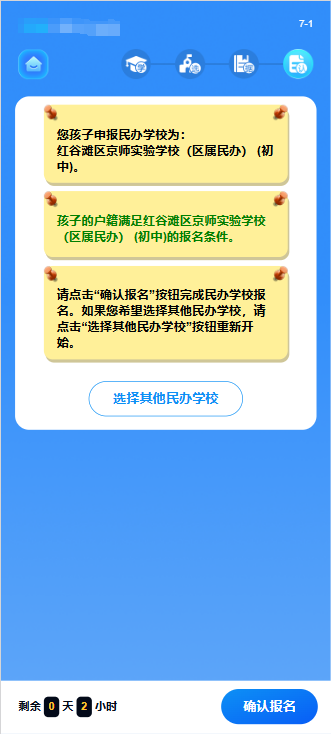 7-1
您孩子申报民办学校为：
红谷滩区京师实验学校（区属民办）(初
中)。
孩子的户籍满足红谷滩区京师实验学校
（区属民办）(初中)的报名条件。
请点击“确认报名”按钮完成民办学校报
名。如果您希望选择其他民办学校，请
点击“选择其他民办学校”按钮重新开
始。
选择其他民办学校
剩余 0 天 2 小时
确认报名